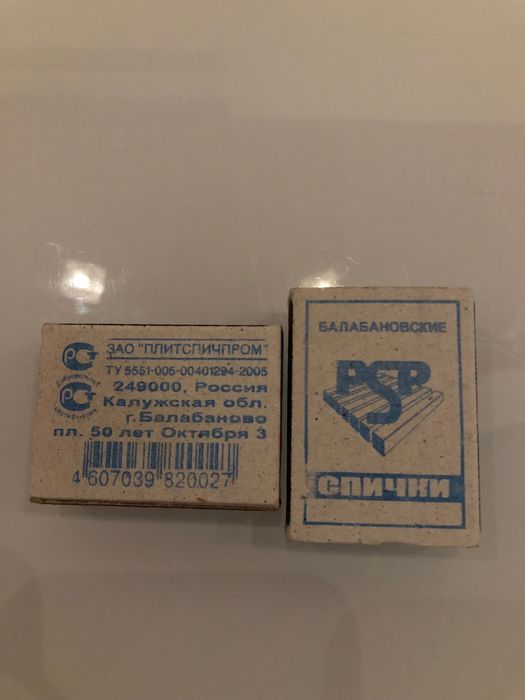 ЗАО "ПЛИТСПИЧПРОМ"
ТУ 5551-005-00401294-2005
249000, Россия
Калужская обл.
г.Балабаново
пл. 50 лет Октября 3
4 607039 820027
БАЛАБАНОВСКИЕ
PSP
СПИЧКИ